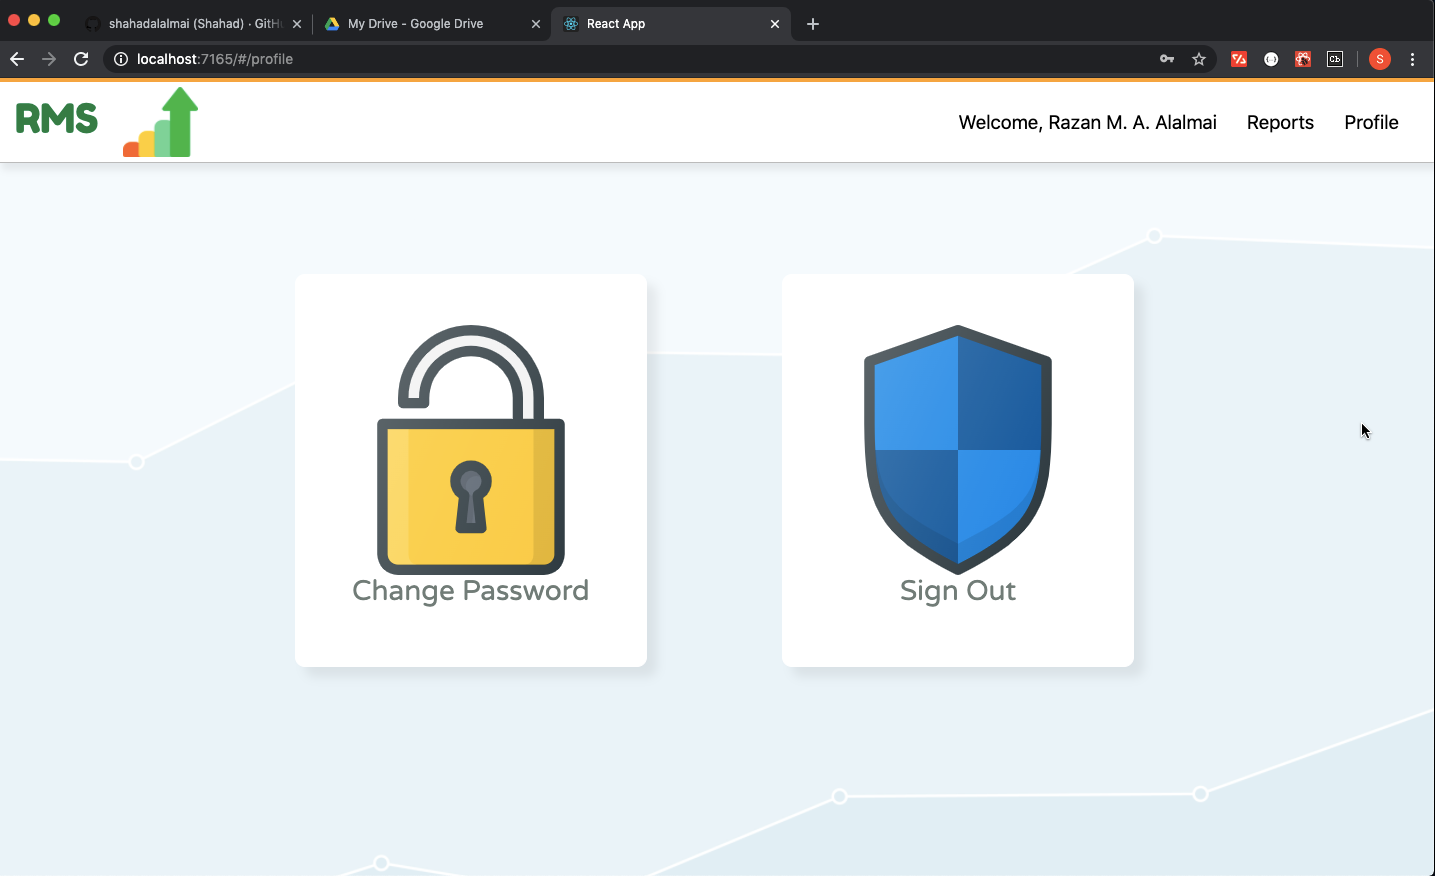 shahadalalmai (Shahad) · GitHu
My Drive - Google Drive
React App
localhost:7165/#/profile
S
RMS
Welcome, Razan M. A. Alalmai
Reports
Profile
Change Password
Sign Out